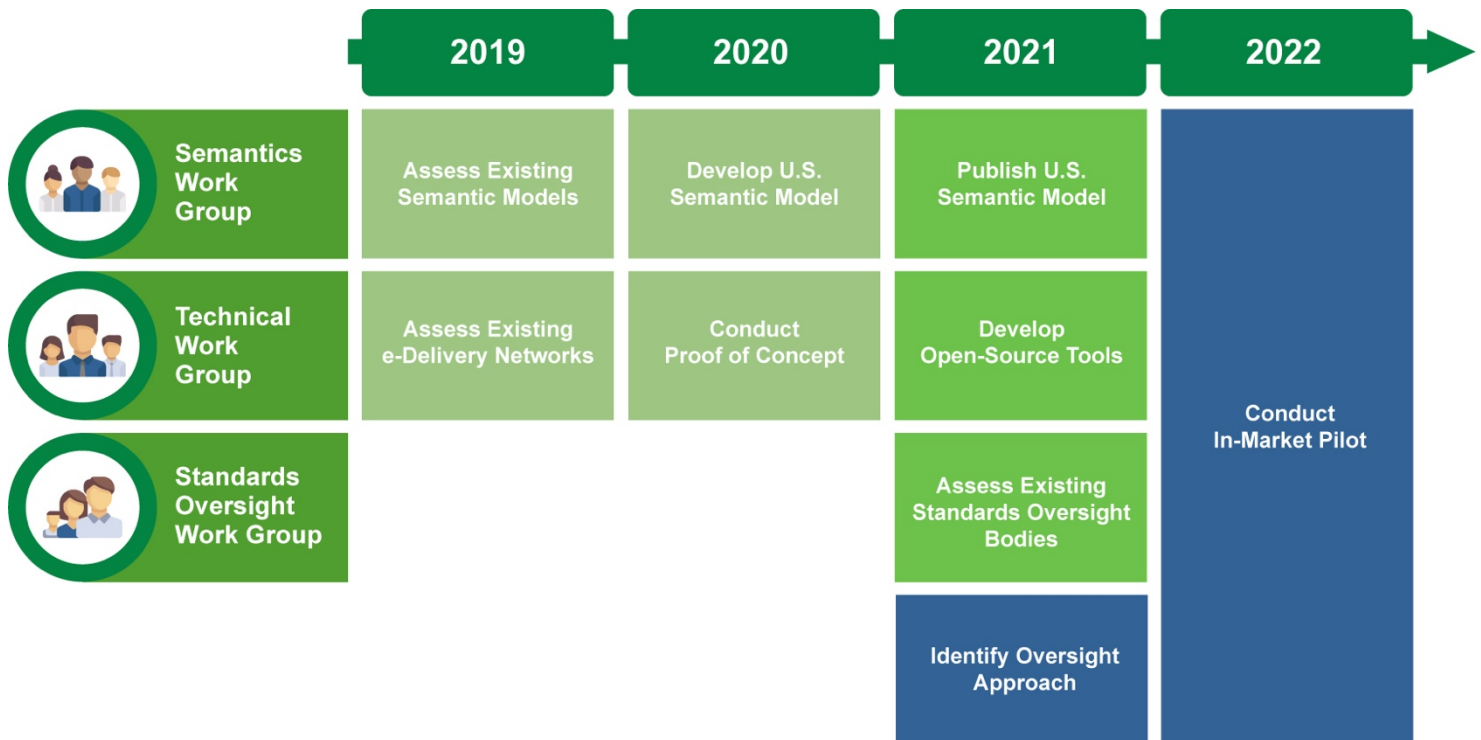 2019
2020
2021
2022
Semantics
Work
Group
Assess Existing
Semantic Models
Develop U.S.
Semantic Model
Publish U.S.
Semantic Model
Technical
Work
Group
Assess Existing
e-Delivery Networks
Conduct
Proof of Concept
Develop
Open-Source Tools
Conduct
In-Market Pilot
Standards
Oversight
Work Group
Assess Existing
Standards Oversight
Bodies
Identify Oversight
Approach